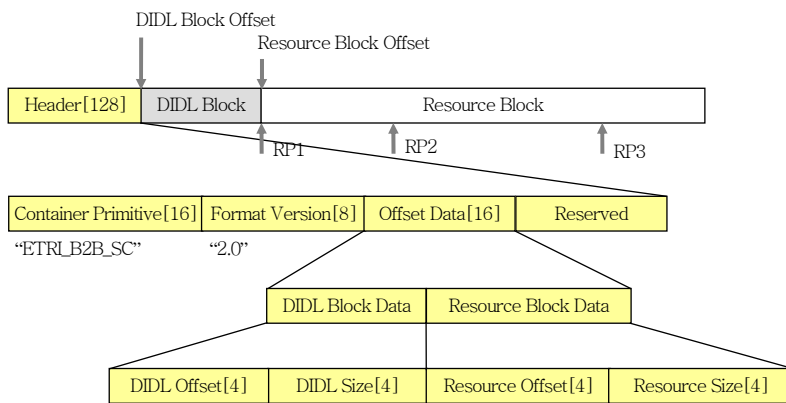 DIDL Block Offset
Resource Block Offset
Header[128] DIDL Block Resource Block
RP1 RP2 RP3
Container Primitive[16] Format Version[8] Offset Data[16] Reserved
“ETRI_B2B_SC” “2.0”
DIDL Block Data Resource Block Data
DIDL Offset[4] DIDL Size[4] Resource Offset[4] Resource Size[4]